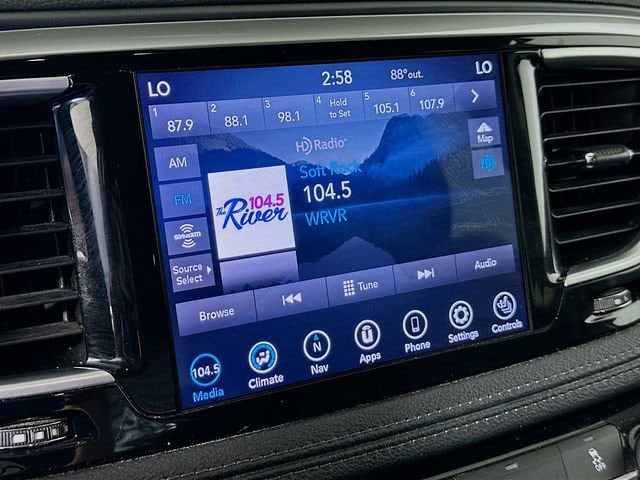 LO 2:58 88° out. LO
1 87.9 2 88.1 3 98.1 4 Hold to Set 5 105.1 6 107.9
HD Radio
AM
Map
Soft Rock
FM
HD
104.5
The River 104.5
WRVR
SiriusXM
Source Select
Browse Tune Audio
104.5 N
Media Climate Nav Apps Phone Settings Controls